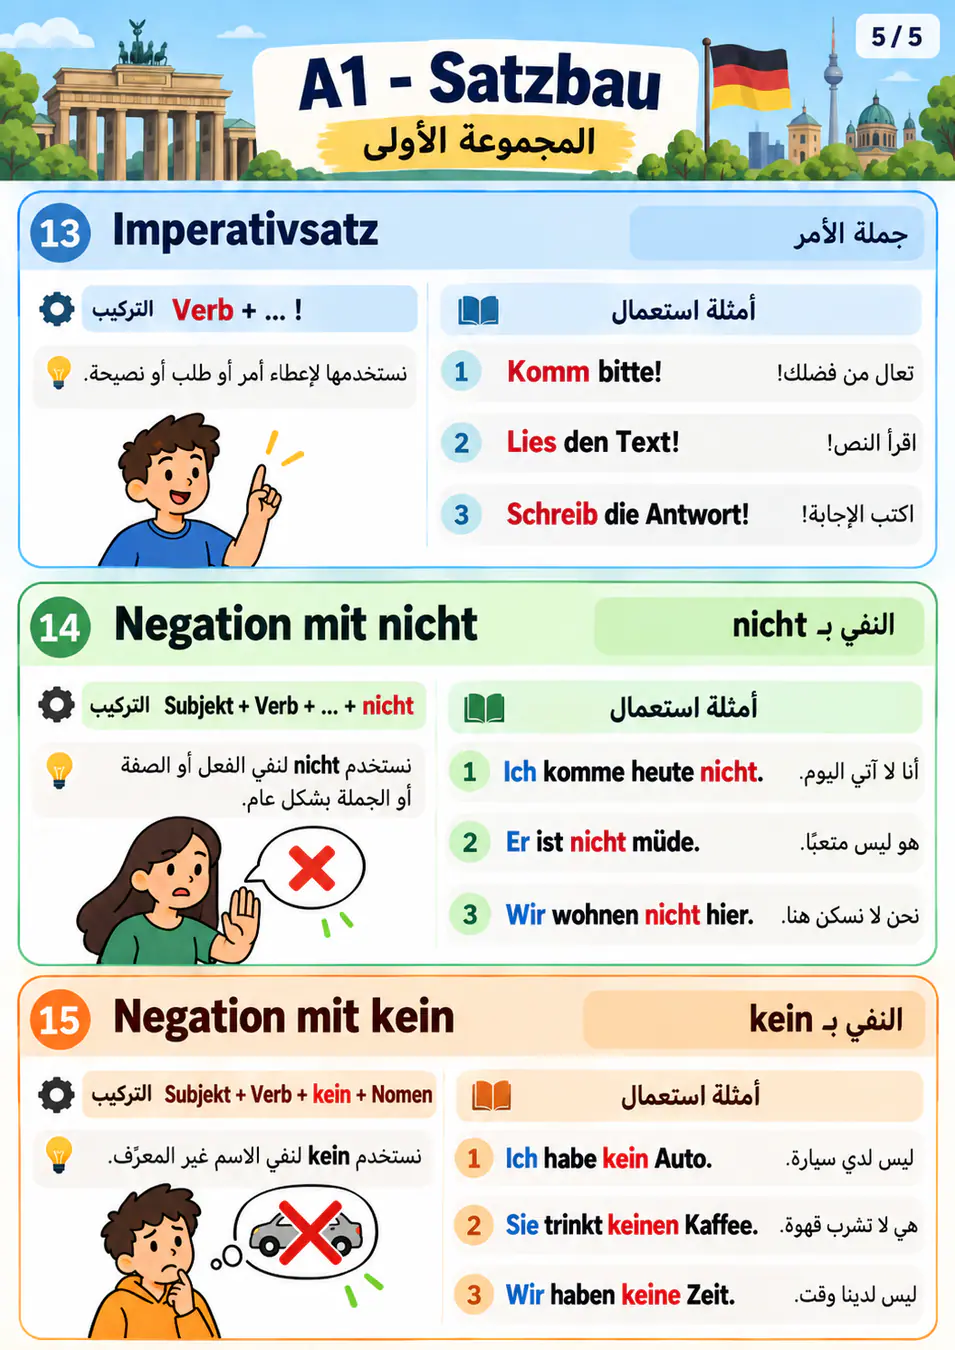 5 / 5
A1 - Satzbau
المجموعة الأولى
13 Imperativsatz
جملة الأمر
التركيب Verb + ... !
نستخدمها لإعطاء أمر أو طلب أو نصيحة.
أمثلة استعمال
1 Komm bitte! تعال من فضلك!
2 Lies den Text! اقرأ النص!
3 Schreib die Antwort! اكتب الإجابة!
14 Negation mit nicht
النفي بـ nicht
التركيب Subjekt + Verb + ... + nicht
نستخدم nicht لنفي الفعل أو الصفة
أو الجملة بشكل عام.
أمثلة استعمال
1 Ich komme heute nicht. أنا لا آتي اليوم.
2 Er ist nicht müde. هو ليس متعبًا.
3 Wir wohnen nicht hier. نحن لا نسكن هنا.
15 Negation mit kein
النفي بـ kein
التركيب Subjekt + Verb + kein + Nomen
نستخدم kein لنفي الاسم غير المعرّف.
أمثلة استعمال
1 Ich habe kein Auto. ليس لدي سيارة.
2 Sie trinkt keinen Kaffee. هي لا تشرب قهوة.
3 Wir haben keine Zeit. ليس لدينا وقت.